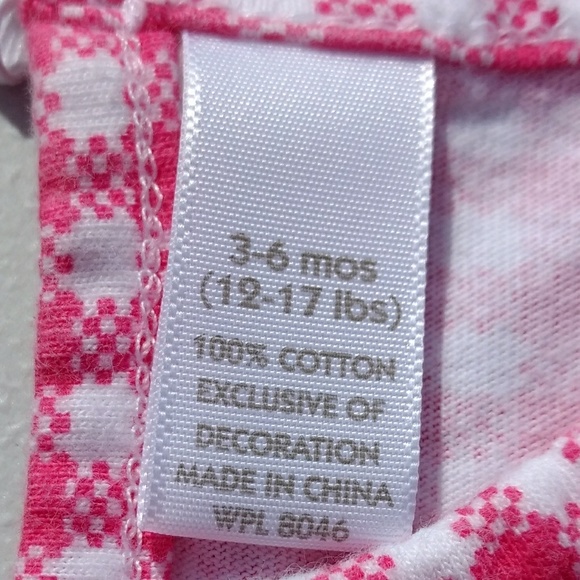 3-6 mos
(12-17 lbs)
100% COTTON
EXCLUSIVE OF
DECORATION
MADE IN CHINA
WPL 8046